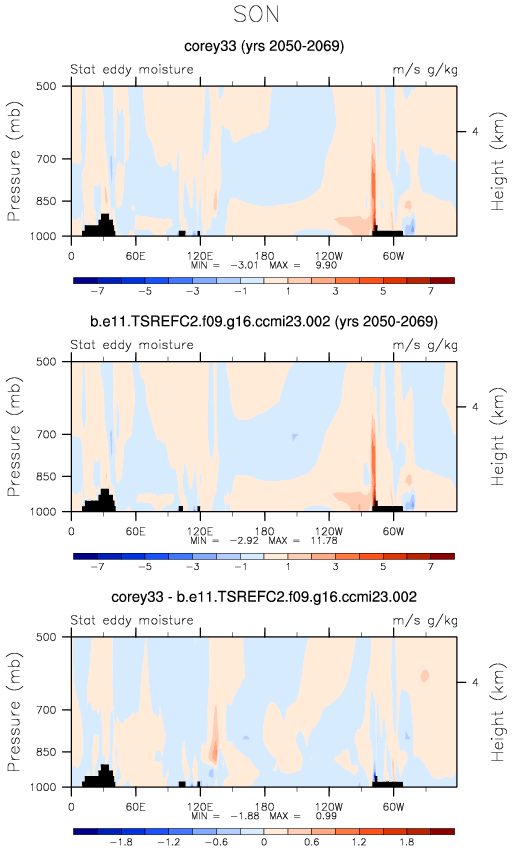 SON
corey33 (yrs 2050-2069)
Stat eddy moisture m/s g/kg
500
700
850
1000
Pressure (mb)
4
Height (km)
0 60E 120E 180 120W 60W
MIN = -3.01 MAX = 9.90
-7 -5 -3 -1 1 3 5 7
b.e11.TSREFC2.f09.g16.ccmi23.002 (yrs 2050-2069)
Stat eddy moisture m/s g/kg
500
700
850
1000
Pressure (mb)
4
Height (km)
0 60E 120E 180 120W 60W
MIN = -2.92 MAX = 11.78
-7 -5 -3 -1 1 3 5 7
corey33 - b.e11.TSREFC2.f09.g16.ccmi23.002
Stat eddy moisture m/s g/kg
500
700
850
1000
Pressure (mb)
4
Height (km)
0 60E 120E 180 120W 60W
MIN = -1.88 MAX = 0.99
-1.8 -1.2 -0.6 0 0.6 1.2 1.8